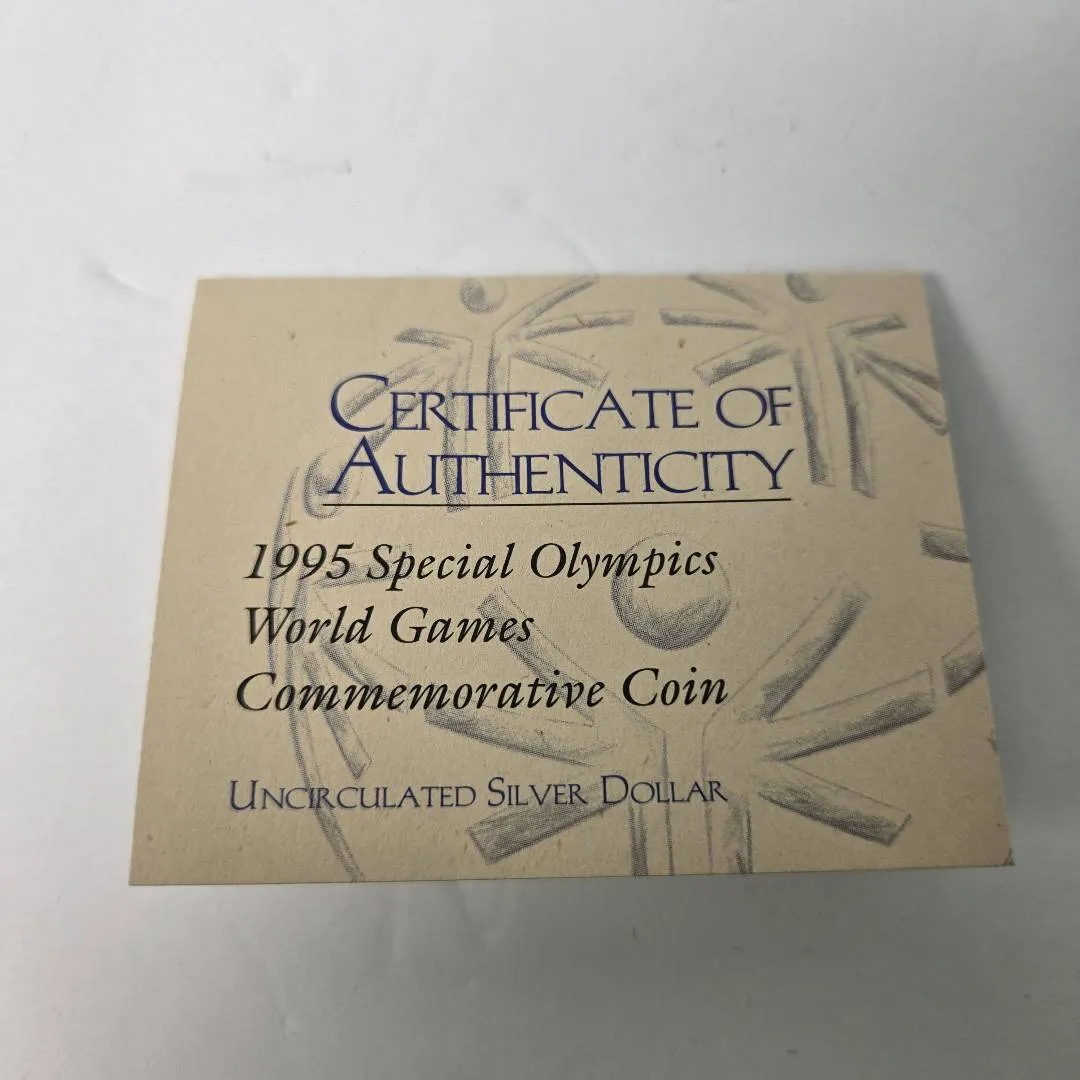 CERTIFICATE OF
AUTHENTICITY
1995 Special Olympics
World Games
Commemorative Coin
UNCIRCULATED SILVER DOLLAR